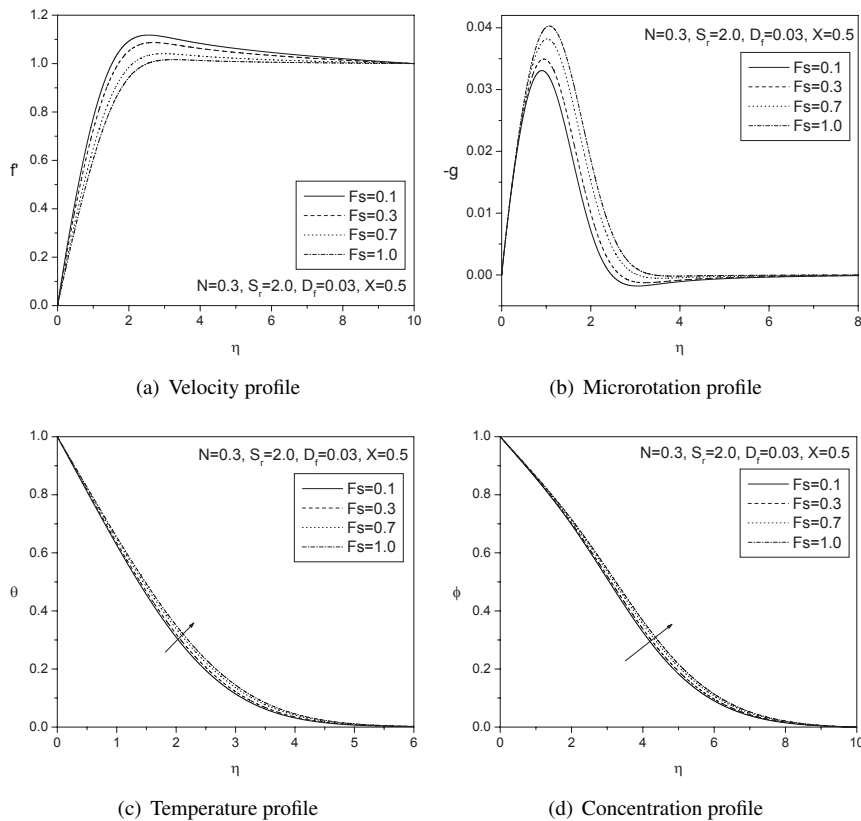 1.2
1.0
0.8
0.6
0.4
0.2
0.0
f'
Fs=0.1
Fs=0.3
Fs=0.7
Fs=1.0
N=0.3, S_r=2.0, D_f=0.03, X=0.5
0 2 4 6 8 10
η
(a) Velocity profile
N=0.3, S_r=2.0, D_f=0.03, X=0.5
0.04
0.03
0.02
0.01
0.00
-g
Fs=0.1
Fs=0.3
Fs=0.7
Fs=1.0
0 2 4 6 8
η
(b) Microrotation profile
N=0.3, S_r=2.0, D_f=0.03, X=0.5
1.0
0.8
0.6
0.4
0.2
0.0
θ
Fs=0.1
Fs=0.3
Fs=0.7
Fs=1.0
0 1 2 3 4 5 6
η
(c) Temperature profile
N=0.3, S_r=2.0, D_f=0.03, X=0.5
1.0
0.8
0.6
0.4
0.2
0.0
ϕ
Fs=0.1
Fs=0.3
Fs=0.7
Fs=1.0
0 2 4 6 8 10
η
(d) Concentration profile